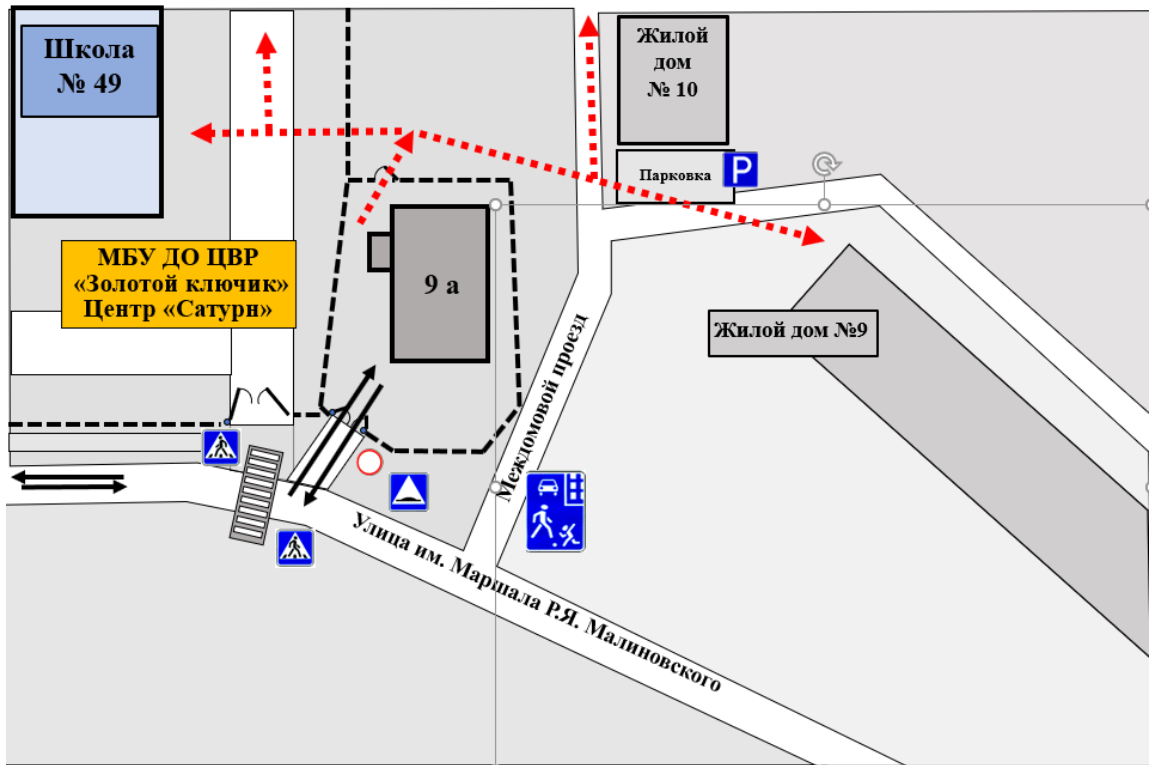 Школа
№ 49
Жилой
дом
№ 10
Парковка
P
МБУ ДО ЦВР
«Золотой ключик»
Центр «Сатурн»
9 а
Жилой дом №9
Междомовой проезд
Улица им. Маршала Р.Я. Малиновского